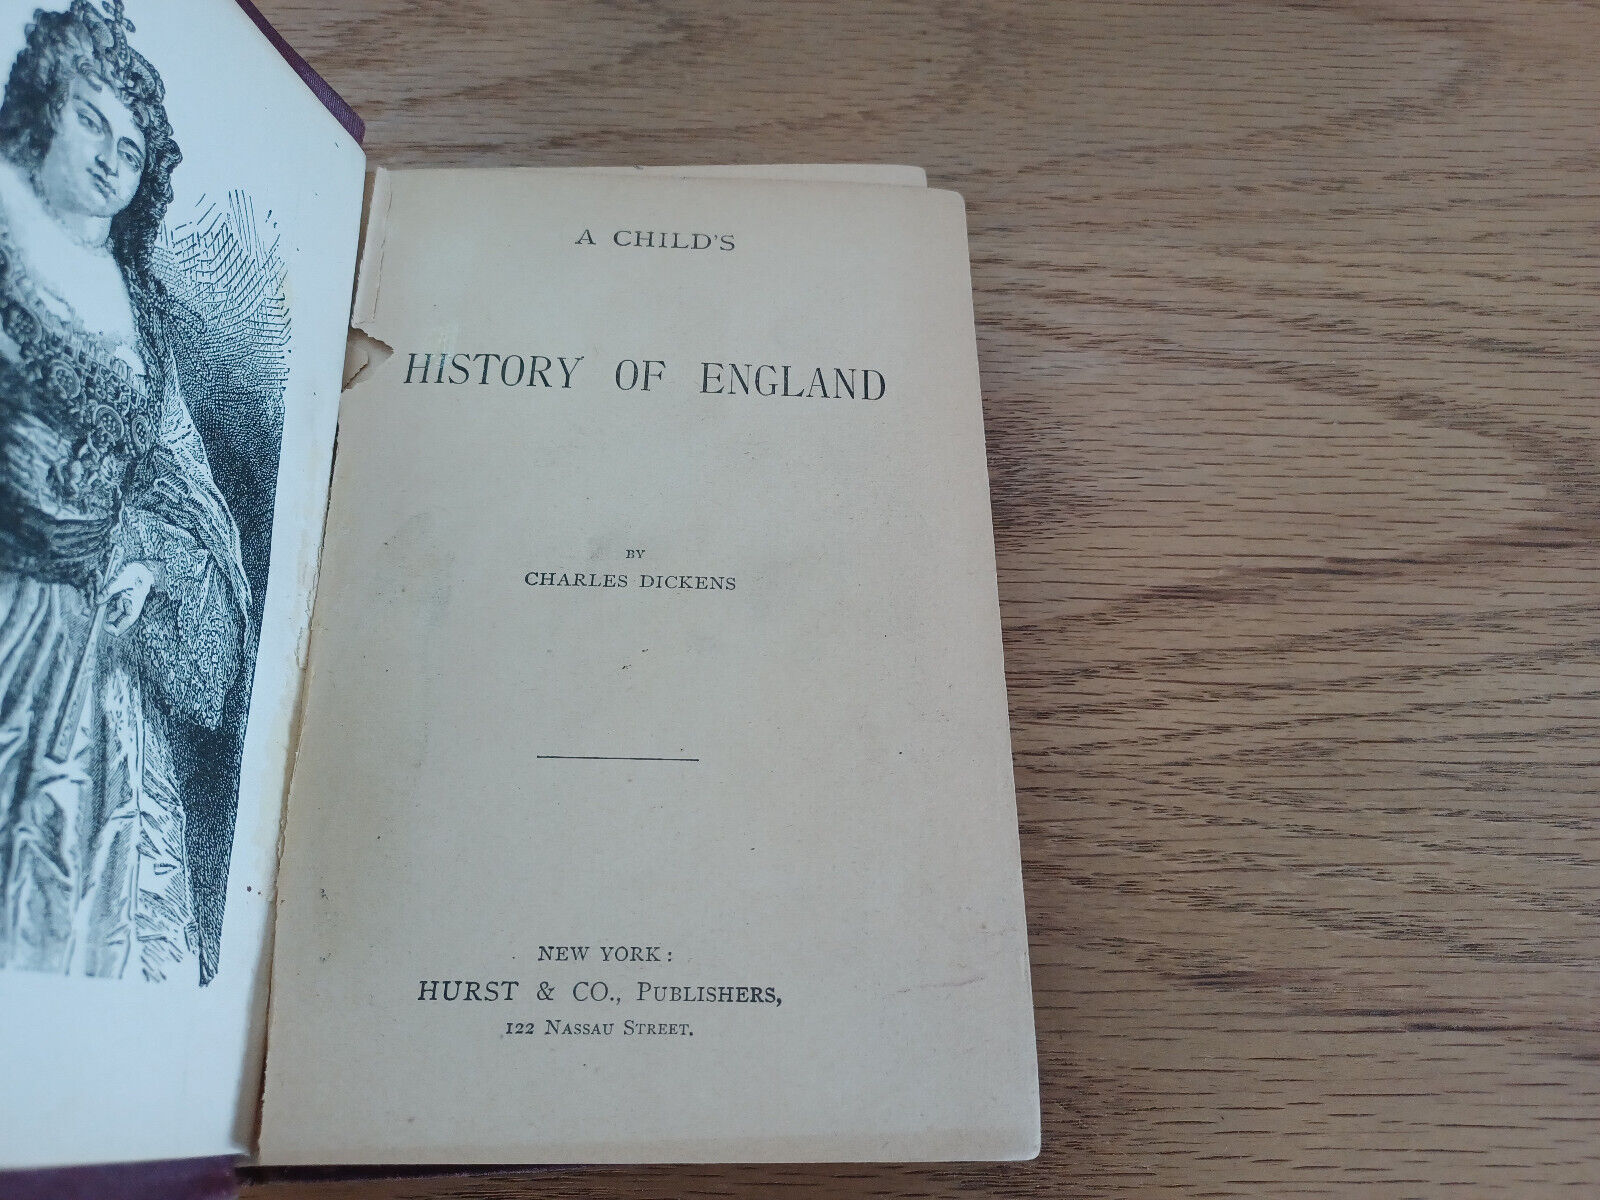 A CHILD'S
HISTORY OF ENGLAND
BY
CHARLES DICKENS
NEW YORK:
HURST & CO., PUBLISHERS,
122 NASSAU STREET.